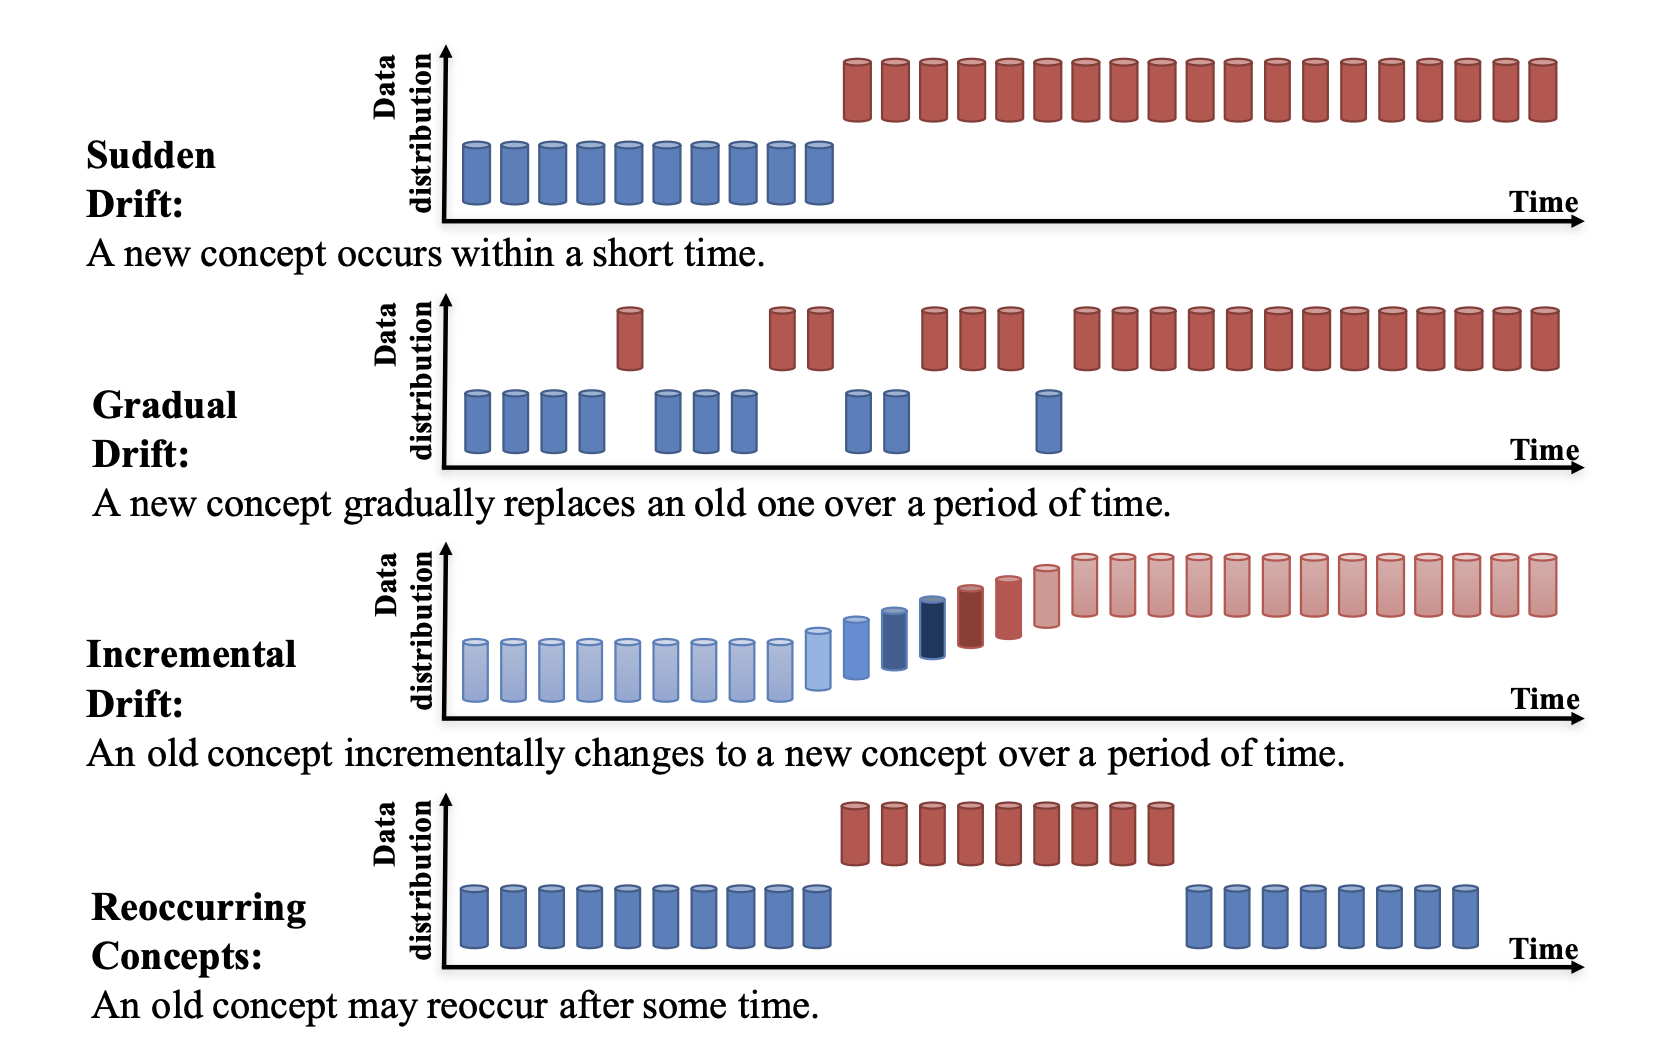 Data
distribution
Sudden
Drift:
Time
A new concept occurs within a short time.
Data
distribution
Gradual
Drift:
Time
A new concept gradually replaces an old one over a period of time.
Data
distribution
Incremental
Drift:
Time
An old concept incrementally changes to a new concept over a period of time.
Data
distribution
Reoccurring
Concepts:
Time
An old concept may reoccur after some time.